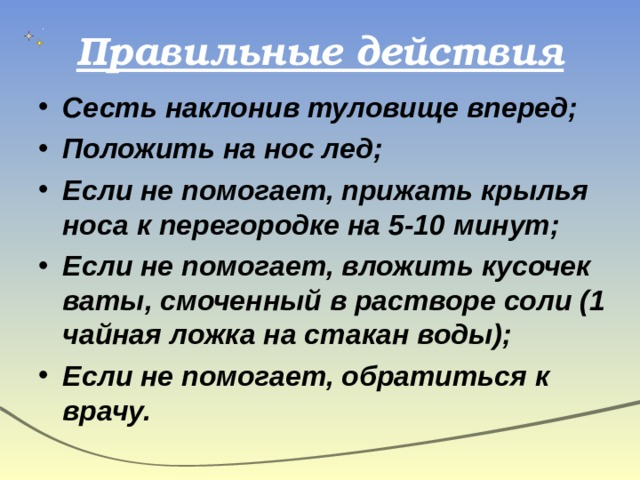 Правильные действия
• Сесть наклонив туловище вперед;
• Положить на нос лед;
• Если не помогает, прижать крылья
носа к перегородке на 5-10 минут;
• Если не помогает, вложить кусочек
ваты, смоченный в растворе соли (1
чайная ложка на стакан воды);
• Если не помогает, обратиться к
врачу.